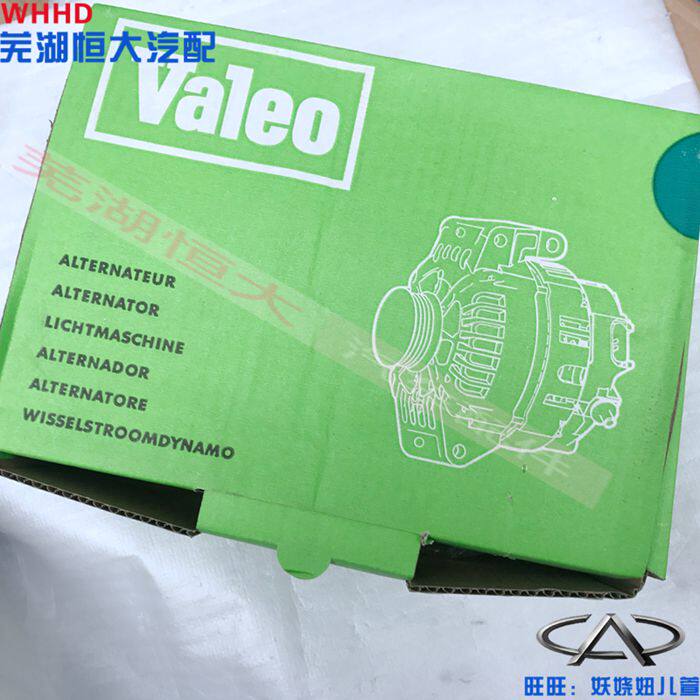 WHHD
芜湖恒大汽配
Valeo
芜湖恒大
ALTERNATEUR
ALTERNATOR
LICHTMASCHINE
ALTERNADOR
ALTERNATORE
WISSELSTROOMDYNAMO
旺旺：妖娆妞儿菅